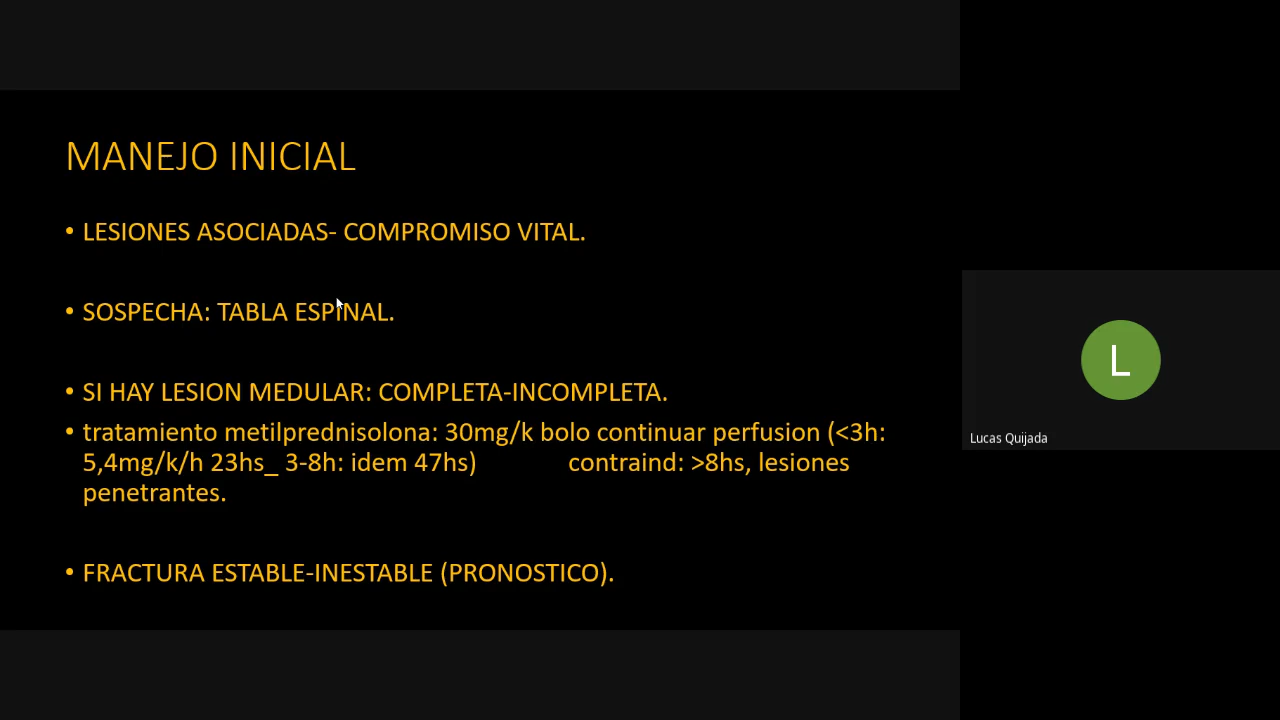 MANEJO INICIAL
• LESIONES ASOCIADAS- COMPROMISO VITAL.
• SOSPECHA: TABLA ESPINAL.
• SI HAY LESION MEDULAR: COMPLETA-INCOMPLETA.
• tratamiento metilprednisolona: 30mg/k bolo continuar perfusion (<3h:
5,4mg/k/h 23hs_ 3-8h: idem 47hs) contraind: >8hs, lesiones
penetrantes.
• FRACTURA ESTABLE-INESTABLE (PRONOSTICO).
L
Lucas Quijada